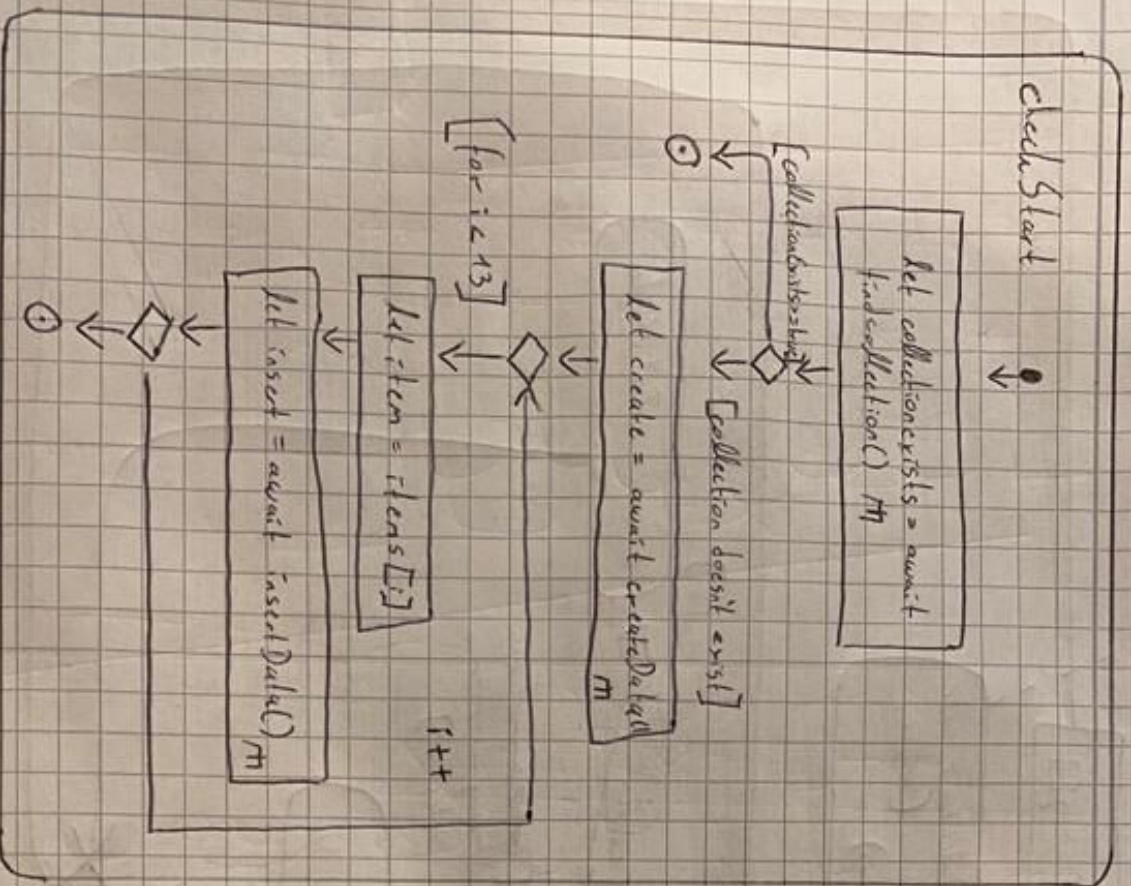 checkStart
let collectionexists = await
findcollection() m
[collectionExists==true]
[collection doesn't exist]
let create = await createData()
m
[for i<13]
let item = items[i]
i++
let insert = await insertData()
m